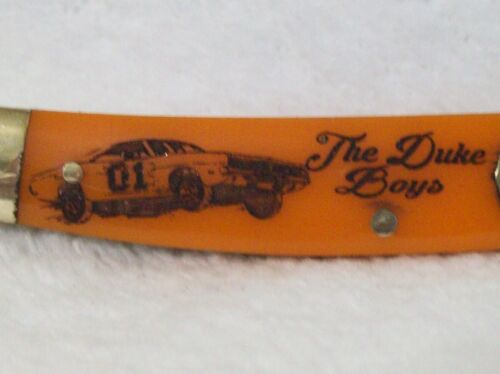 01
The Duke
Boys